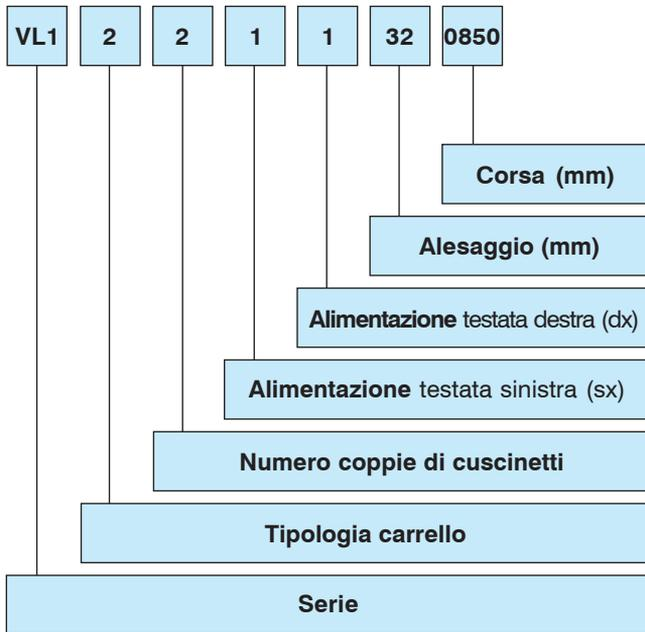 VL1 2 2 1 1 32 0850
Corsa (mm)
Alesaggio (mm)
Alimentazione testata destra (dx)
Alimentazione testata sinistra (sx)
Numero coppie di cuscinetti
Tipologia carrello
Serie